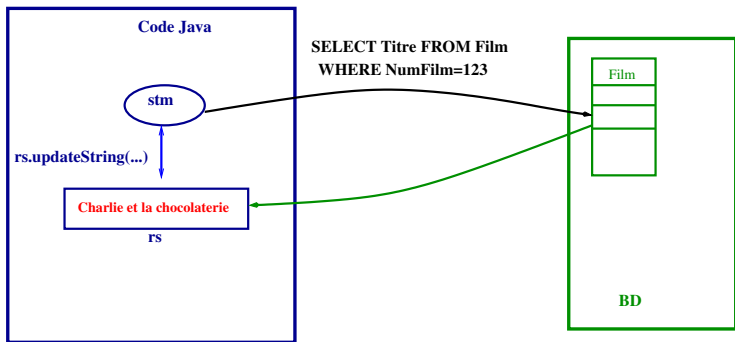 Code Java
SELECT Titre FROM Film
WHERE NumFilm=123
Film
stm
rs.updateString(...)
Charlie et la chocolaterie
rs
BD